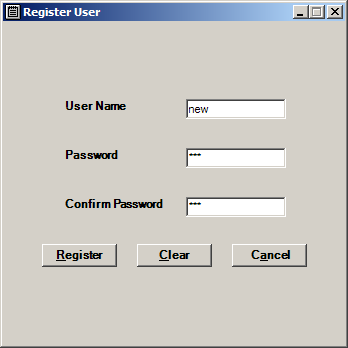 Register User
User Name new
Password ***
Confirm Password ***
Register Clear Cancel